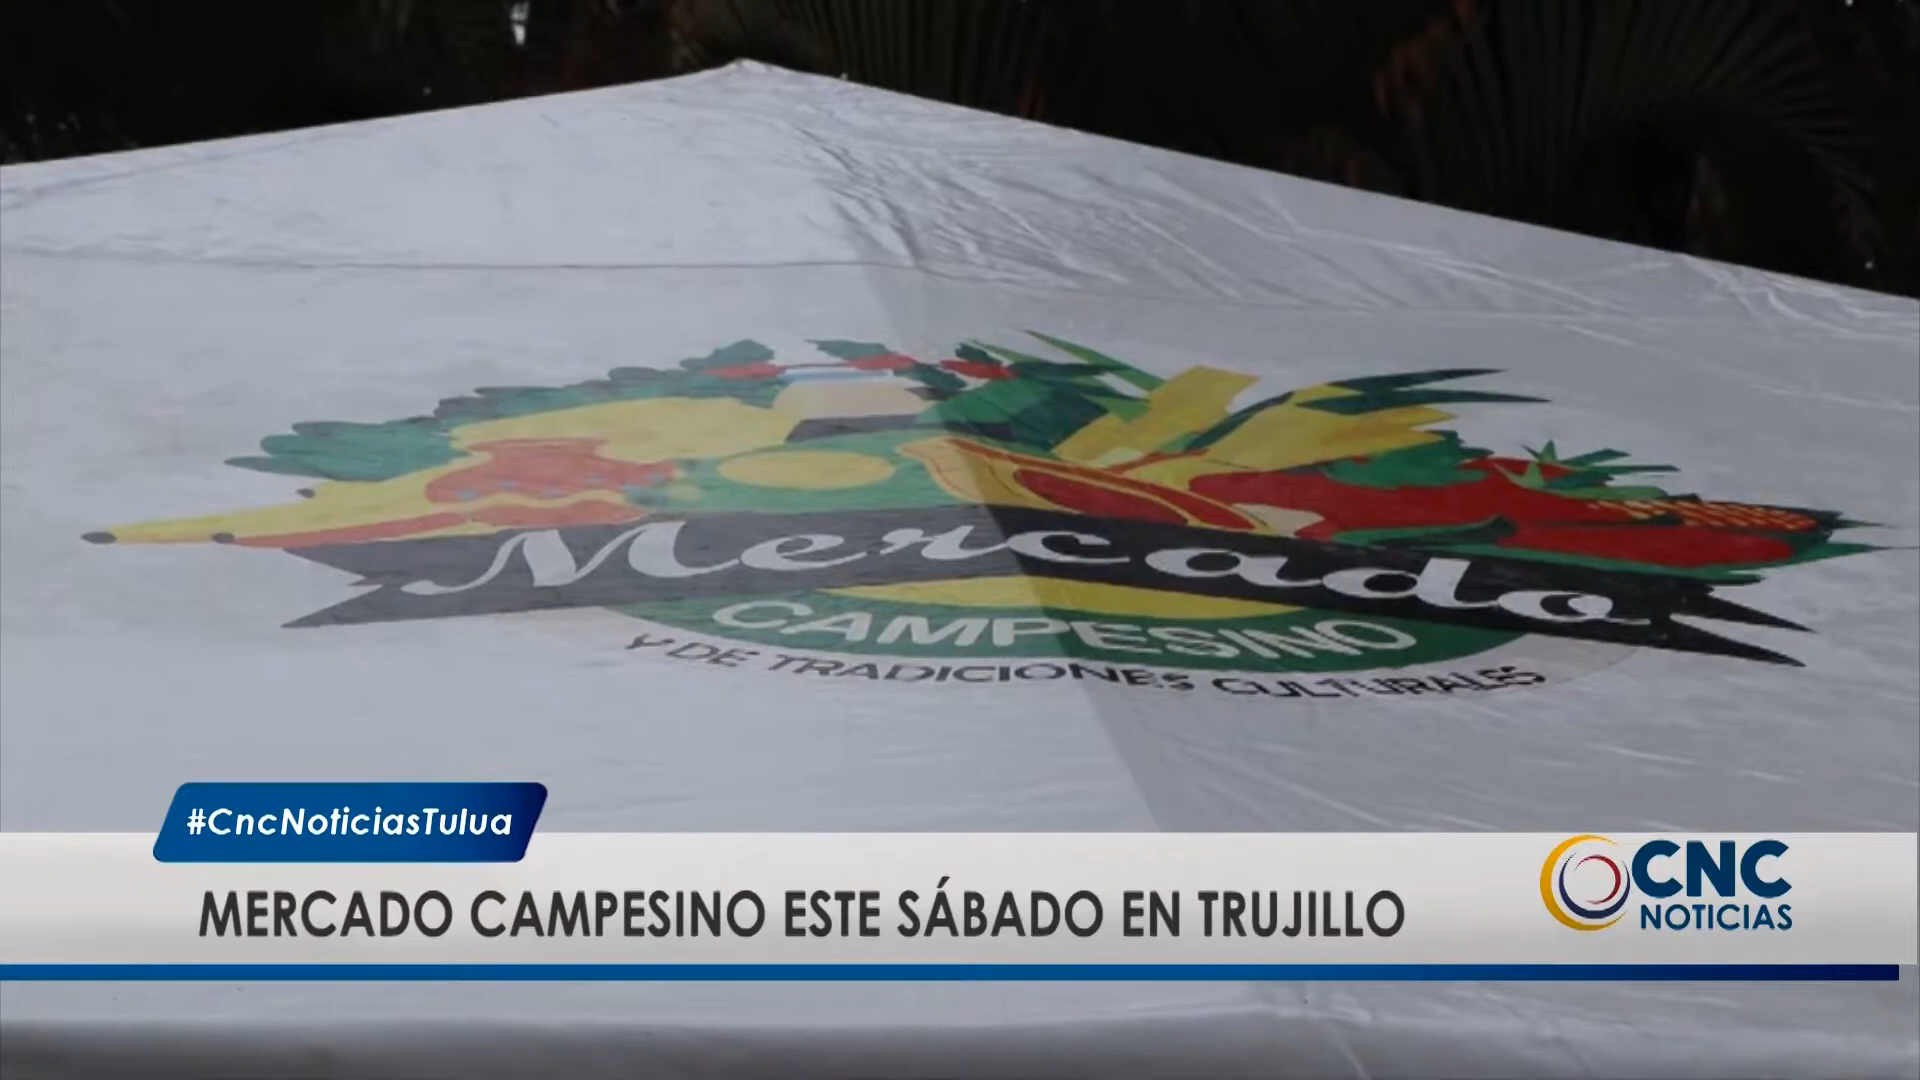 Mercado
CAMPESINO
Y DE TRADICIONES CULTURALES
#CncNoticiasTulua
MERCADO CAMPESINO ESTE SÁBADO EN TRUJILLO
CNC
NOTICIAS